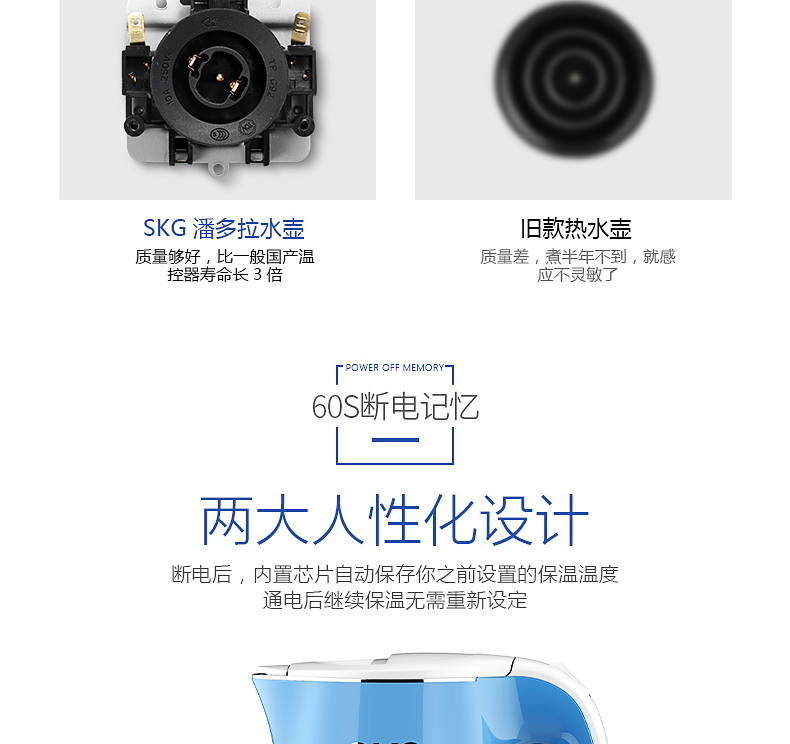 10A 250V
SKG 潘多拉水壶
质量够好，比一般国产温
控器寿命长 3 倍
旧款热水壶
质量差，煮半年不到，就感
应不灵敏了
POWER OFF MEMORY
60S断电记忆
两大人性化设计
断电后，内置芯片自动保存你之前设置的保温温度
通电后继续保温无需重新设定